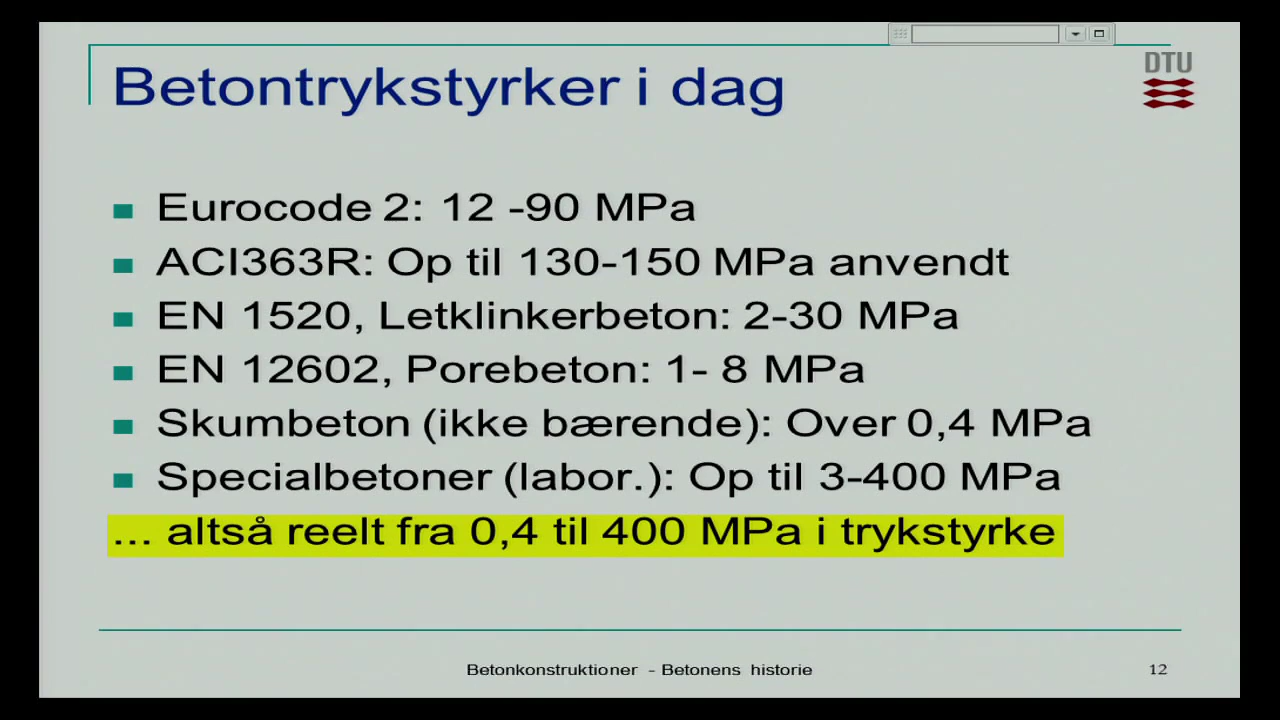 DTU
Betontrykstyrker i dag
Eurocode 2: 12 -90 MPa
ACI363R: Op til 130-150 MPa anvendt
EN 1520, Letklinkerbeton: 2-30 MPa
EN 12602, Porebeton: 1- 8 MPa
Skumbeton (ikke bærende): Over 0,4 MPa
Specialbetoner (labor.): Op til 3-400 MPa
... altså reelt fra 0,4 til 400 MPa i trykstyrke
Betonkonstruktioner - Betonens historie
12